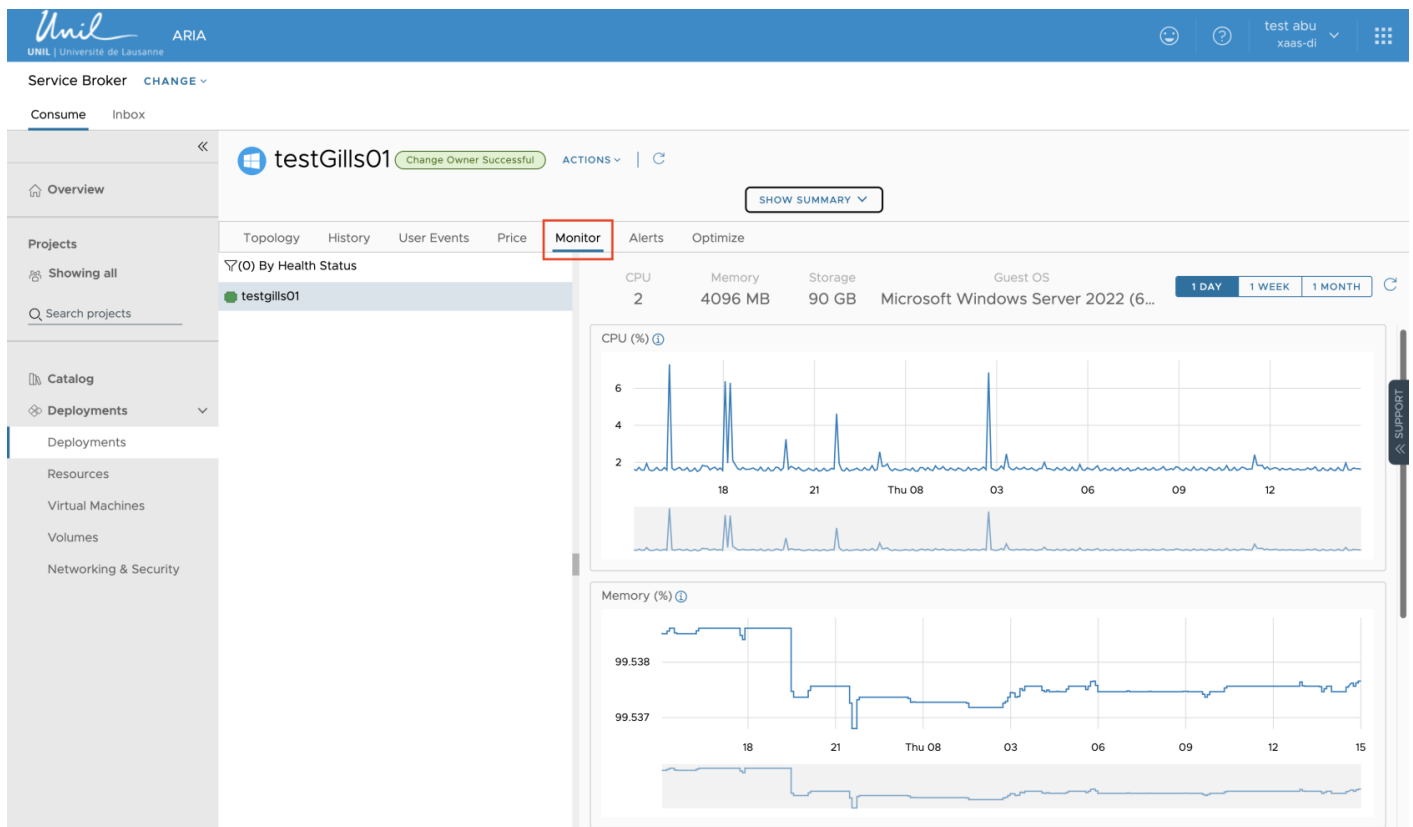 Unil
UNIL | Université de Lausanne
ARIA
test abu
xaas-di
Service Broker CHANGE
Consume Inbox
Overview
Projects
Showing all
Search projects
Catalog
Deployments
Deployments
Resources
Virtual Machines
Volumes
Networking & Security
testGills01 Change Owner Successful ACTIONS
SHOW SUMMARY
Topology History User Events Price Monitor Alerts Optimize
(0) By Health Status
testgills01
CPU Memory Storage Guest OS
2 4096 MB 90 GB Microsoft Windows Server 2022 (6...
1 DAY 1 WEEK 1 MONTH
CPU (%)
6
4
2
18 21 Thu 08 03 06 09 12
Memory (%)
99.538
99.537
18 21 Thu 08 03 06 09 12 15
SUPPORT